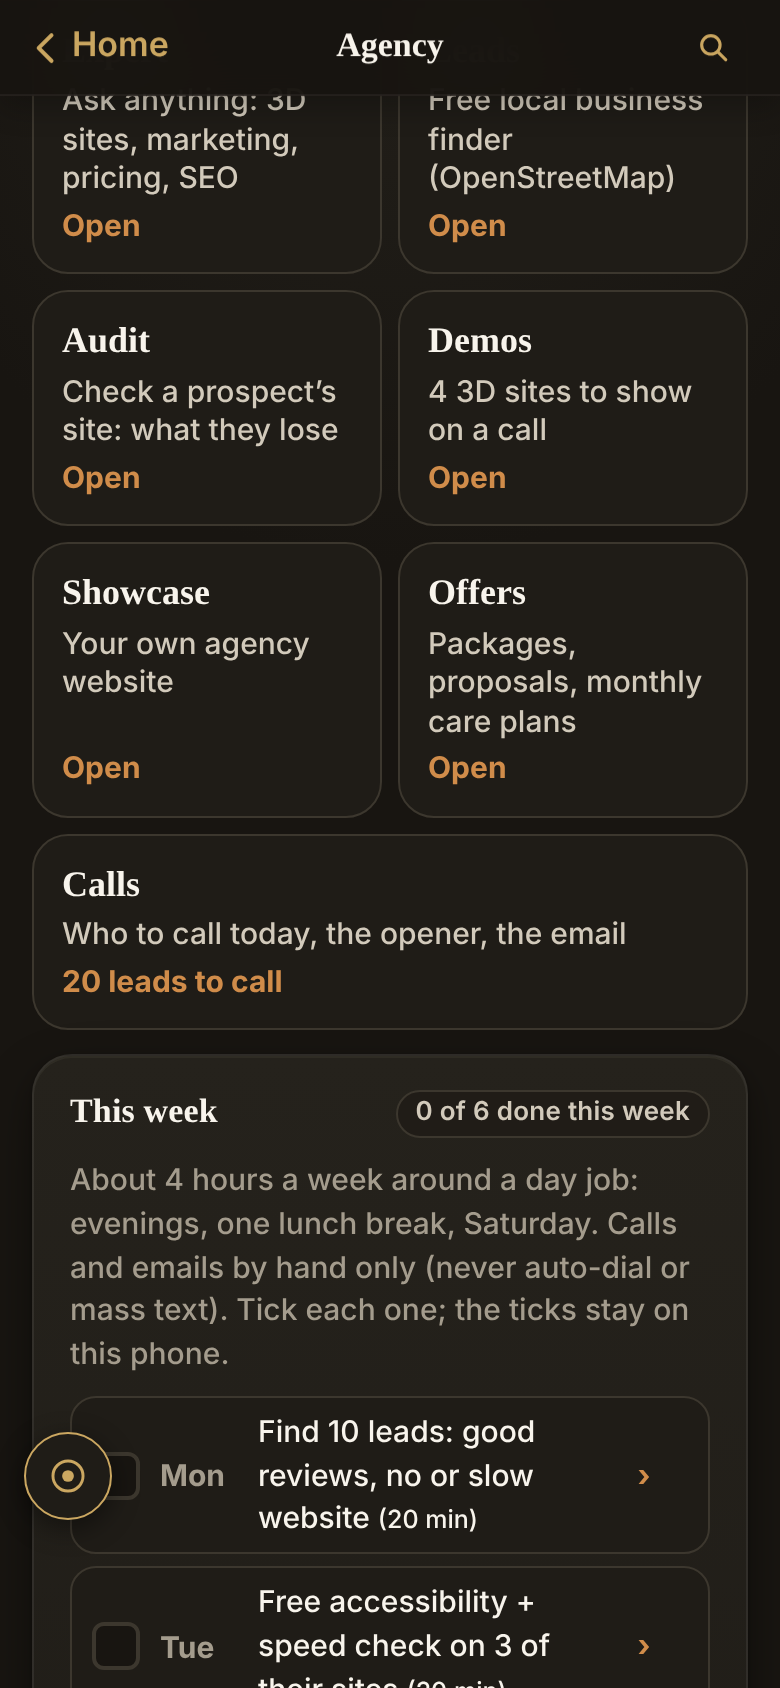 Home
Agency
Ask anything: 3D
sites, marketing,
pricing, SEO
Open
Free local business
finder
(OpenStreetMap)
Open
Audit
Check a prospect’s
site: what they lose
Open
Demos
4 3D sites to show
on a call
Open
Showcase
Your own agency
website
Open
Offers
Packages,
proposals, monthly
care plans
Open
Calls
Who to call today, the opener, the email
20 leads to call
This week
0 of 6 done this week
About 4 hours a week around a day job:
evenings, one lunch break, Saturday. Calls
and emails by hand only (never auto-dial or
mass text). Tick each one; the ticks stay on
this phone.
Mon
Find 10 leads: good
reviews, no or slow
website (20 min)
Tue
Free accessibility +
speed check on 3 of
their sites (30 min)